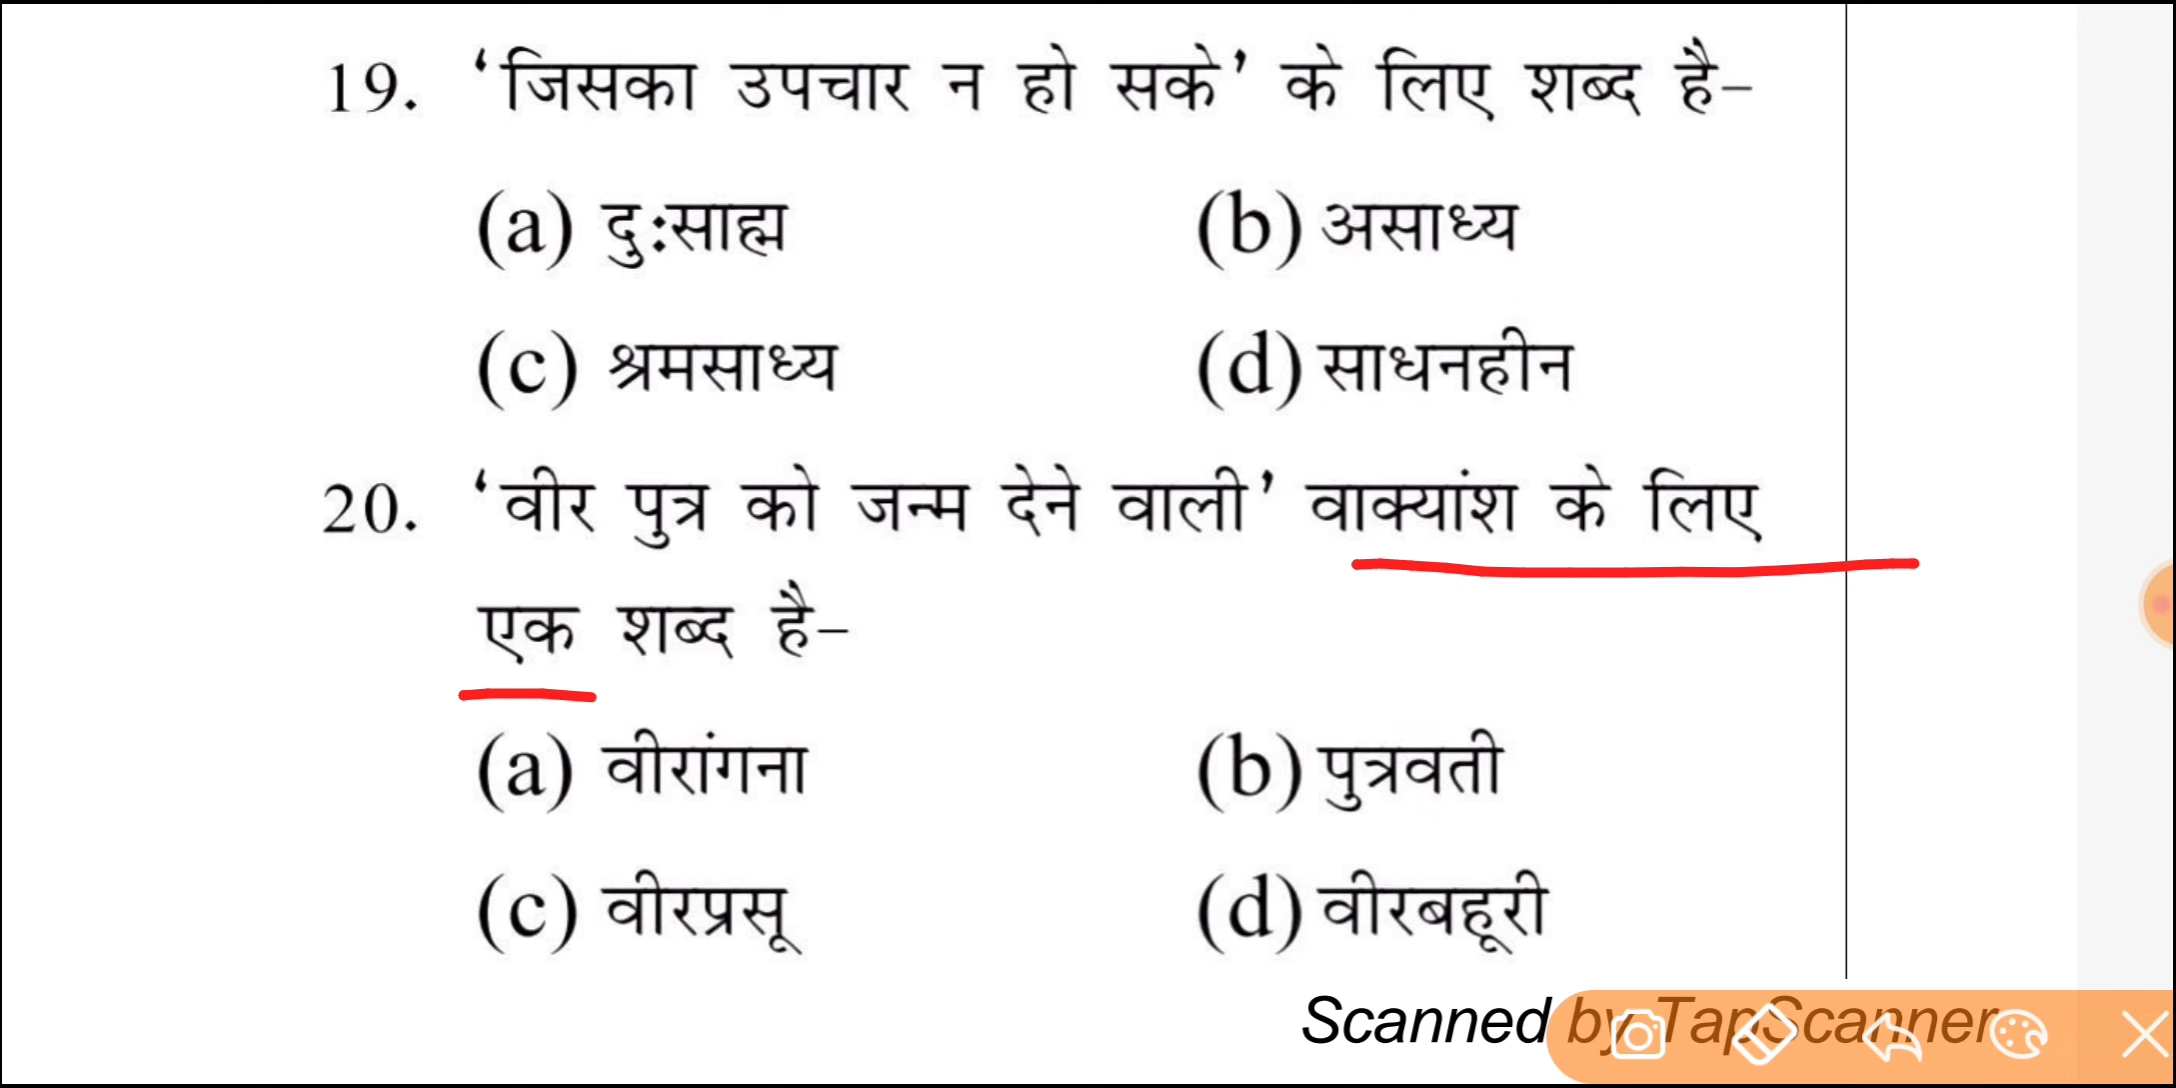 19. ‘जिसका उपचार न हो सके’ के लिए शब्द है-
(a) दुःसाह्म (b) असाध्य
(c) श्रमसाध्य (d) साधनहीन
20. ‘वीर पुत्र को जन्म देने वाली’ वाक्यांश के लिए
एक शब्द है-
(a) वीरांगना (b) पुत्रवती
(c) वीरप्रसू (d) वीरबहूरी
Scanned by TapScanner